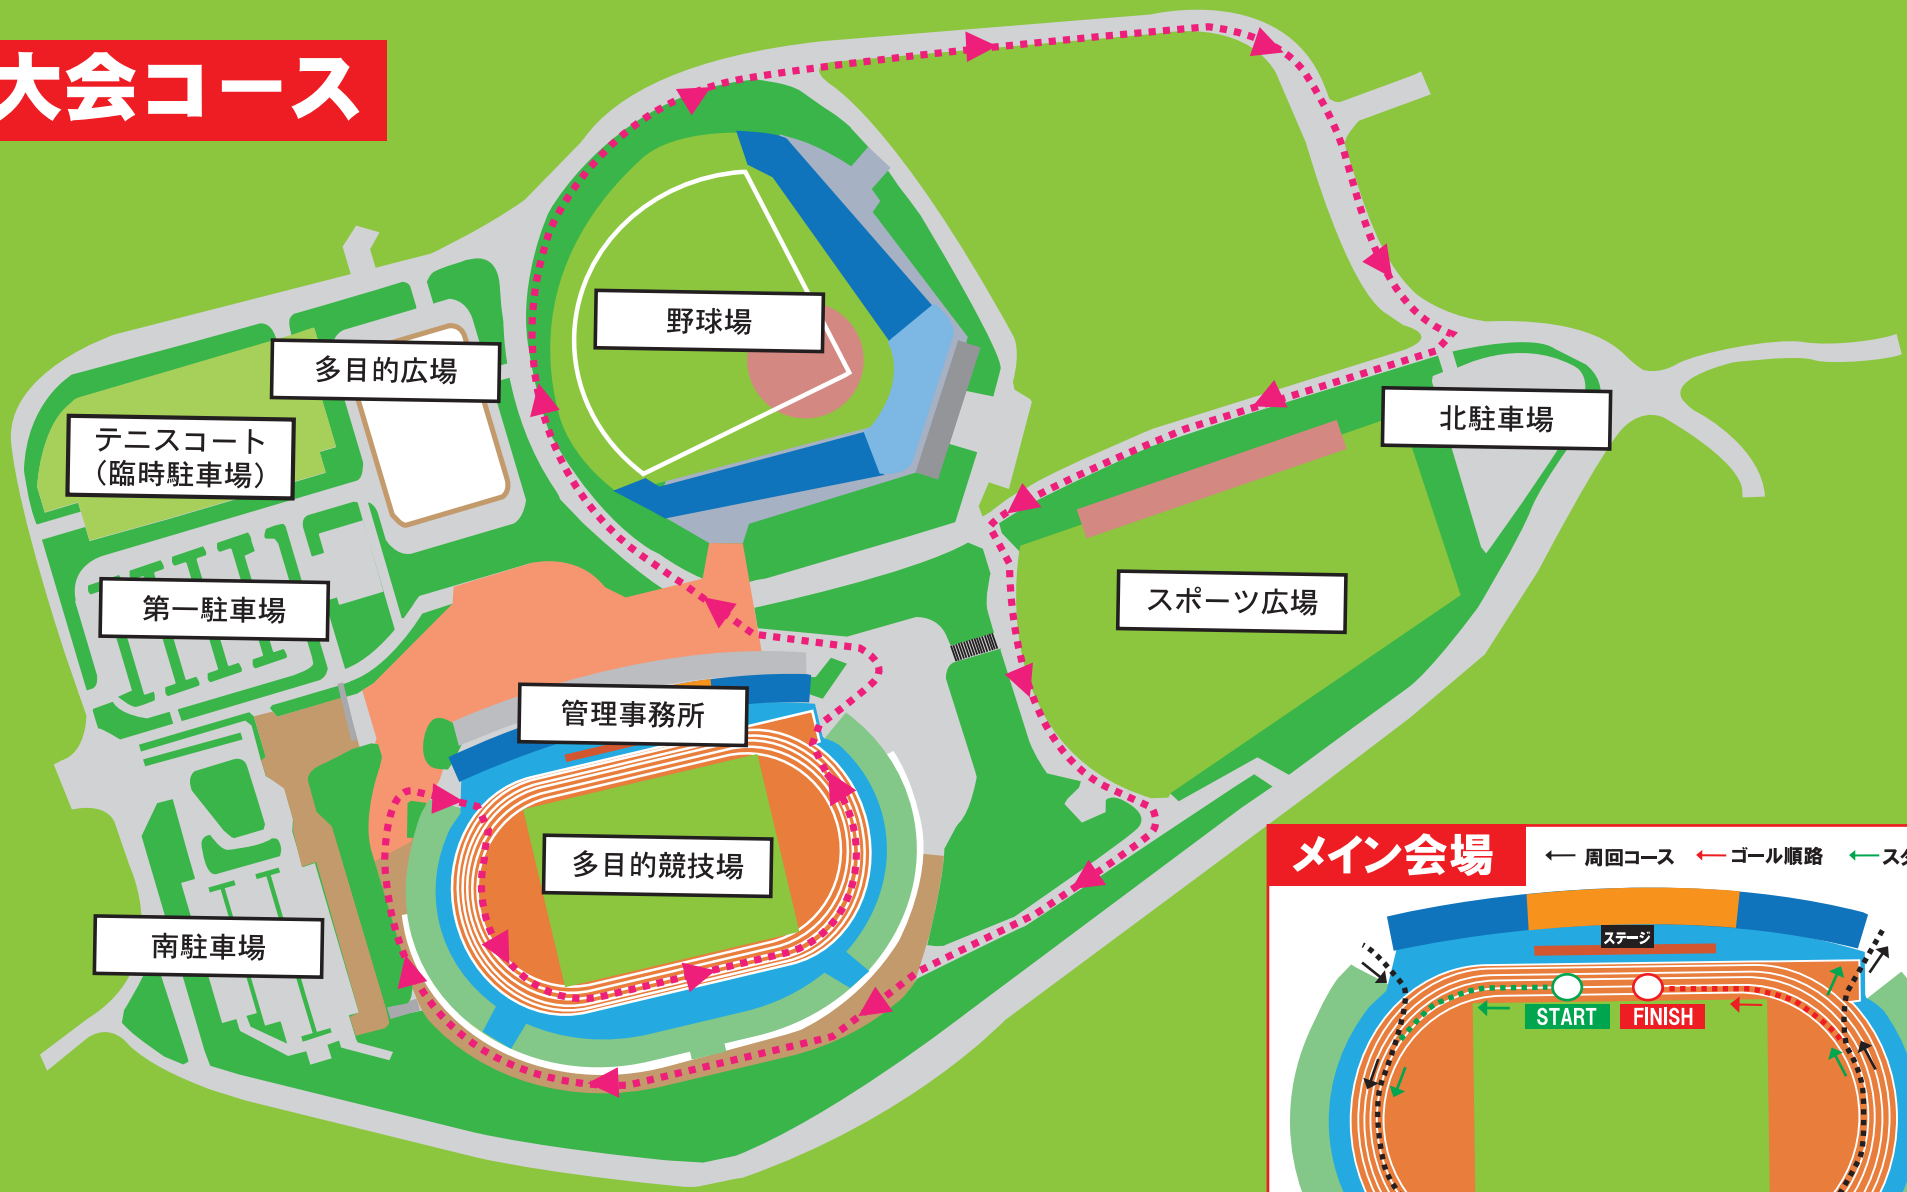 大会コース
野球場
多目的広場
テニスコート
（臨時駐車場）
北駐車場
第一駐車場
スポーツ広場
管理事務所
多目的競技場
南駐車場
メイン会場
周回コース
ゴール順路
ステージ
START
FINISH